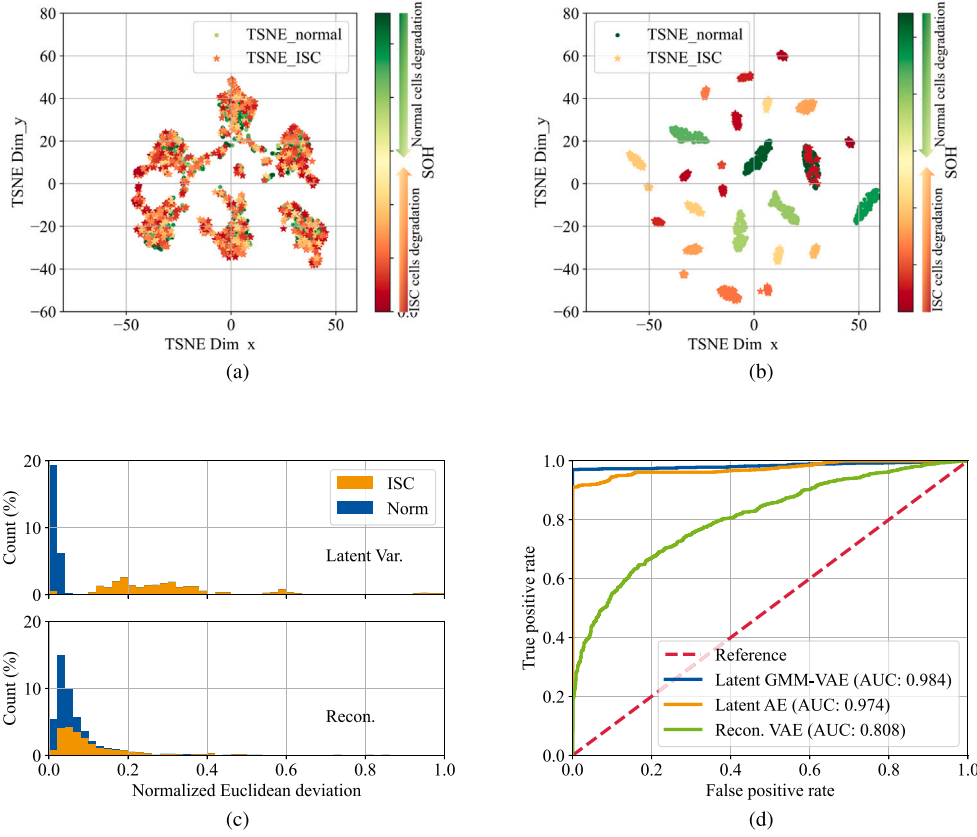 80
60
40
20
0
−20
−40
−60
TSNE Dim_y
TSNE_normal
TSNE_ISC
−50
0
50
TSNE Dim_x
Normal cells degradation
SOH
ISC cells degradation
0.0
(a)
80
60
40
20
0
−20
−40
−60
TSNE Dim_y
TSNE_normal
TSNE_ISC
−50
0
50
TSNE Dim_x
Normal cells degradation
SOH
ISC cells degradation
(b)
20
10
0
Count (%)
ISC
Norm
Latent Var.
20
10
0
Count (%)
Recon.
0.0 0.2 0.4 0.6 0.8 1.0
Normalized Euclidean deviation
(c)
1.0
0.8
0.6
0.4
0.2
0.0
True positive rate
Reference
Latent GMM-VAE (AUC: 0.984)
Latent AE (AUC: 0.974)
Recon. VAE (AUC: 0.808)
0.0 0.2 0.4 0.6 0.8 1.0
False positive rate
(d)